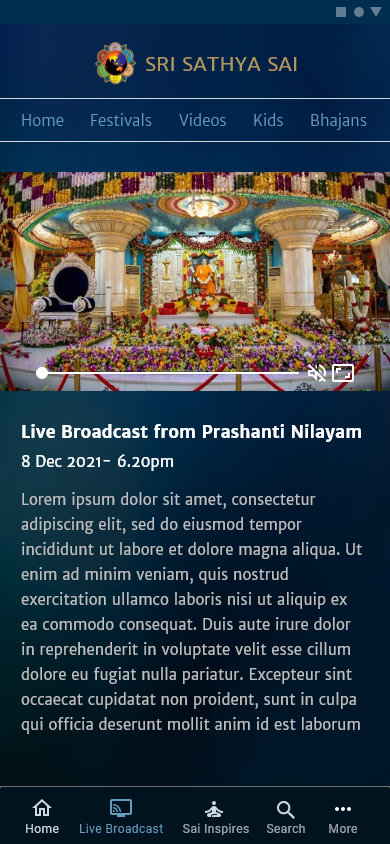 SRI SATHYA SAI
Home Festivals Videos Kids Bhajans
Live Broadcast from Prashanti Nilayam
8 Dec 2021- 6.20pm
Lorem ipsum dolor sit amet, consectetur
adipiscing elit, sed do eiusmod tempor
incididunt ut labore et dolore magna aliqua. Ut
enim ad minim veniam, quis nostrud
exercitation ullamco laboris nisi ut aliquip ex
ea commodo consequat. Duis aute irure dolor
in reprehenderit in voluptate velit esse cillum
dolore eu fugiat nulla pariatur. Excepteur sint
occaecat cupidatat non proident, sunt in culpa
qui officia deserunt mollit anim id est laborum
Home Live Broadcast Sai Inspires Search More